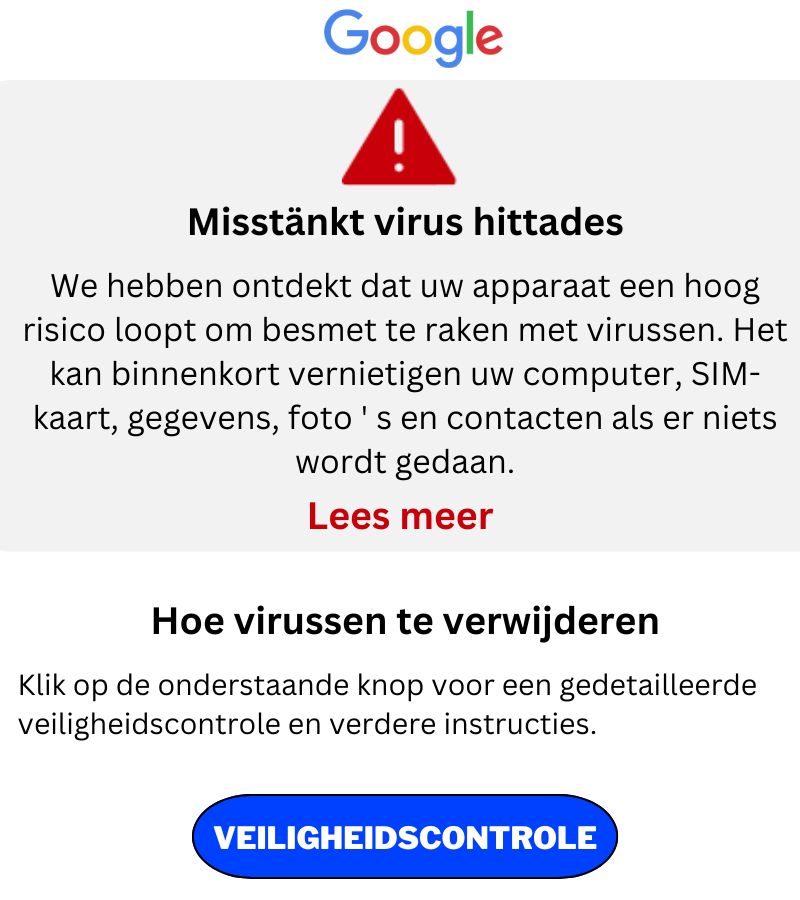 Google
Misstänkt virus hittades
We hebben ontdekt dat uw apparaat een hoog
risico loopt om besmet te raken met virussen. Het
kan binnenkort vernietigen uw computer, SIM-
kaart, gegevens, foto ' s en contacten als er niets
wordt gedaan.
Lees meer
Hoe virussen te verwijderen
Klik op de onderstaande knop voor een gedetailleerde
veiligheidscontrole en verdere instructies.
VEILIGHEIDSCONTROLE